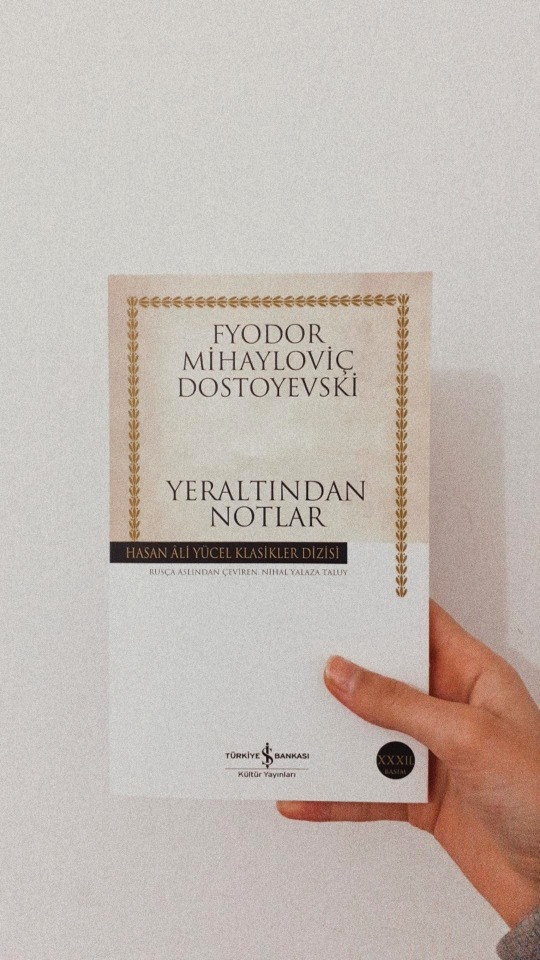 FYODOR
MİHAYLOVİÇ
DOSTOYEVSKİ
YERALTINDAN
NOTLAR
HASAN ÂLİ YÜCEL KLASİKLER DİZİSİ
RUSÇA ASLINDAN ÇEVİREN: NİHAL YALAZA TALUY
TÜRKİYE İŞ BANKASI
Kültür Yayınları
XXXII.
BASIM